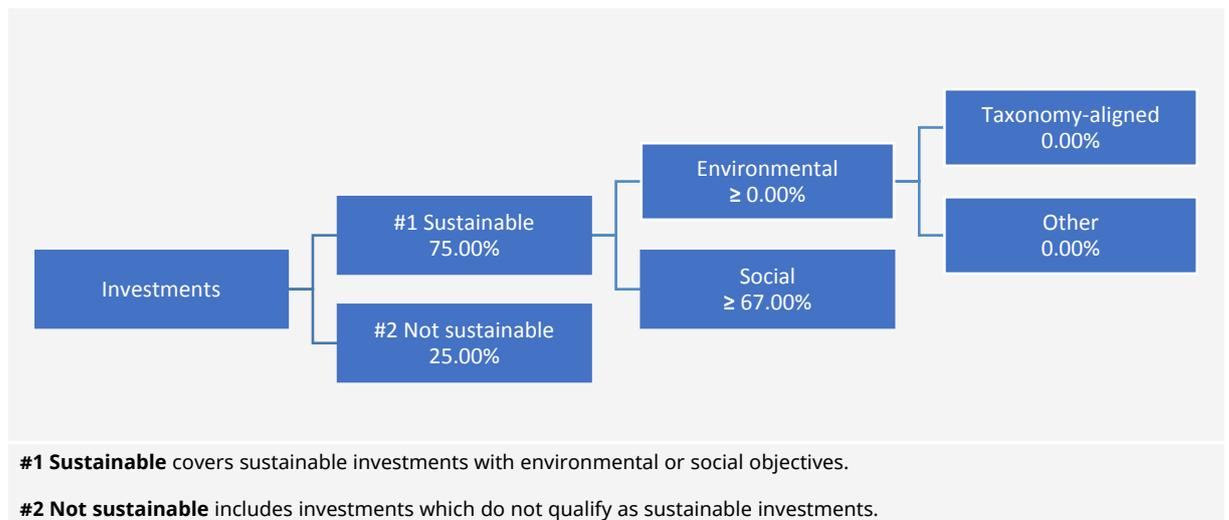 Taxonomy-aligned
0.00%
Environmental
≥ 0.00%
Other
0.00%
#1 Sustainable
75.00%
Social
≥ 67.00%
Investments
#2 Not sustainable
25.00%
#1 Sustainable covers sustainable investments with environmental or social objectives.
#2 Not sustainable includes investments which do not qualify as sustainable investments.